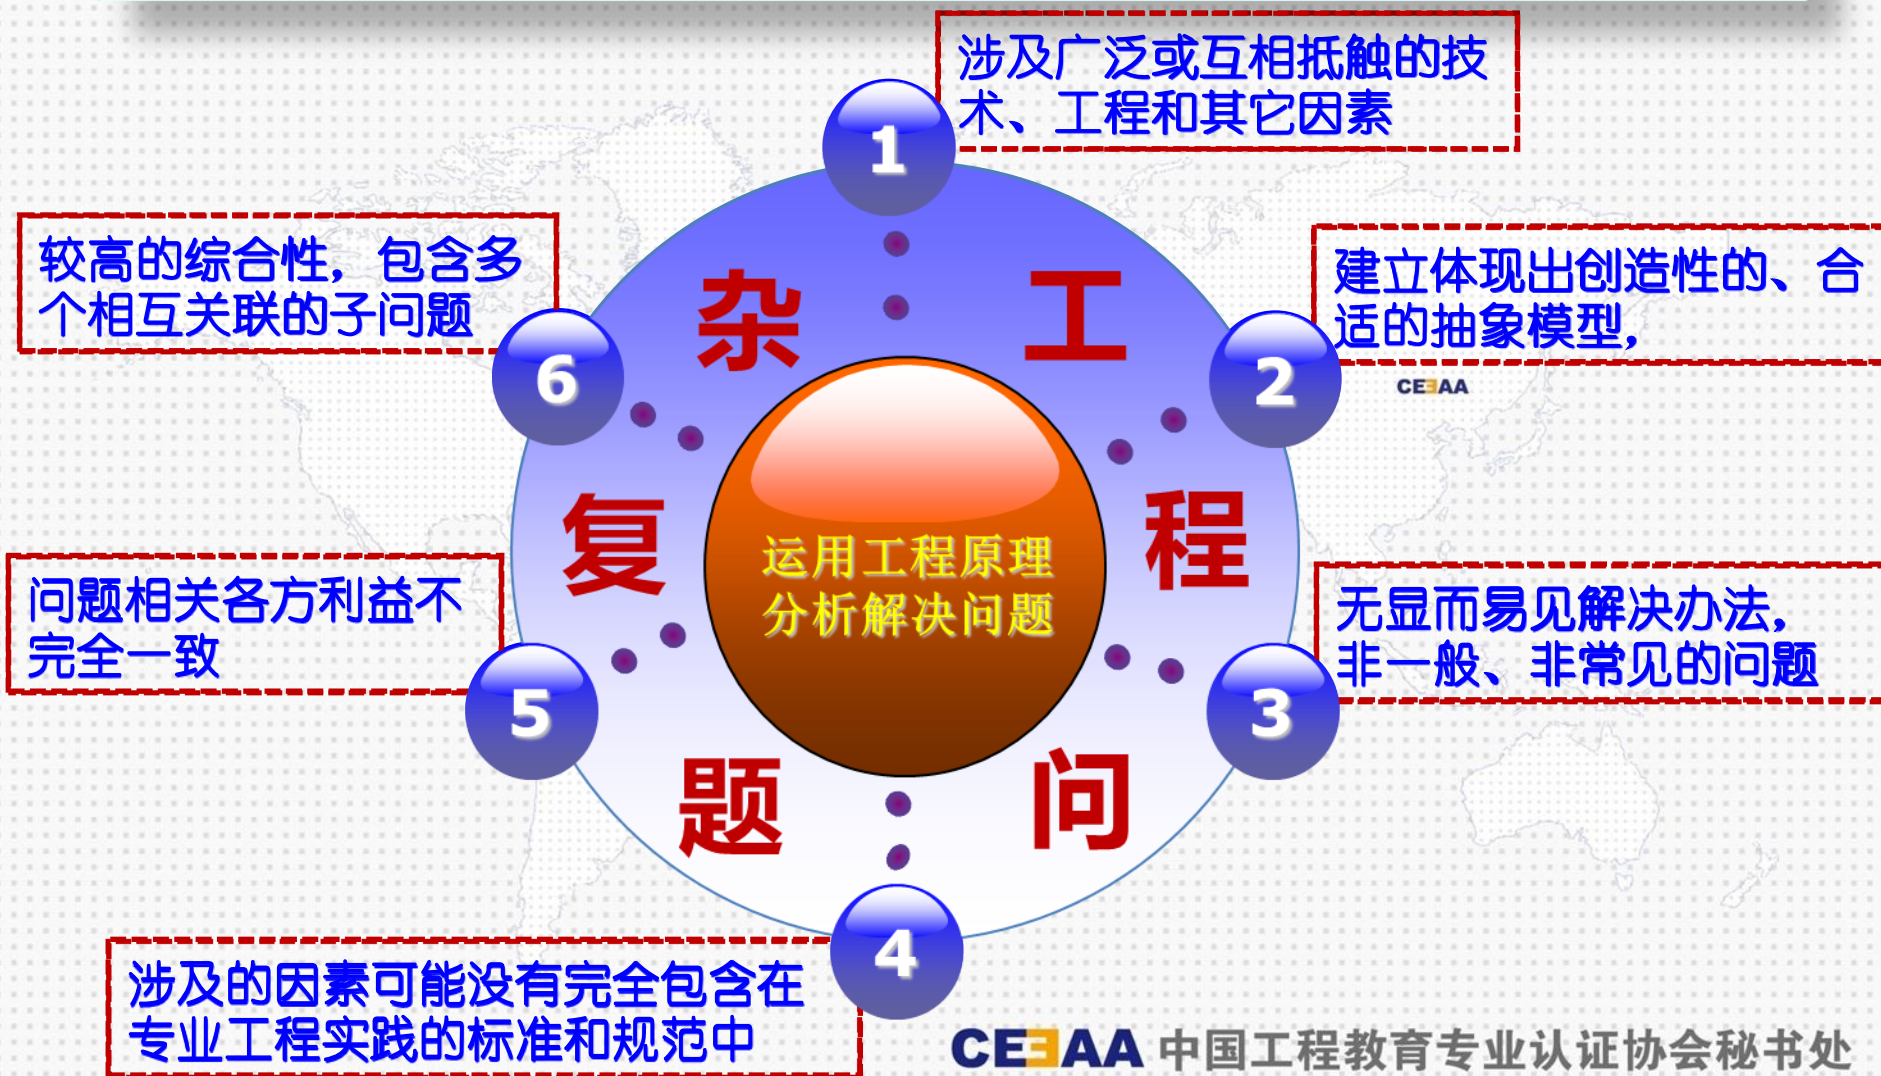 涉及广泛或互相抵触的技
术、工程和其它因素
1
较高的综合性，包含多
个相互关联的子问题
6
杂
工
建立体现出创造性的、合
适的抽象模型，
2
CEEAA
复
程
运用工程原理
分析解决问题
问题相关各方利益不
完全一致
5
无显而易见解决办法，
非一般、非常见的问题
3
题
问
4
涉及的因素可能没有完全包含在
专业工程实践的标准和规范中
CEEAA 中国工程教育专业认证协会秘书处